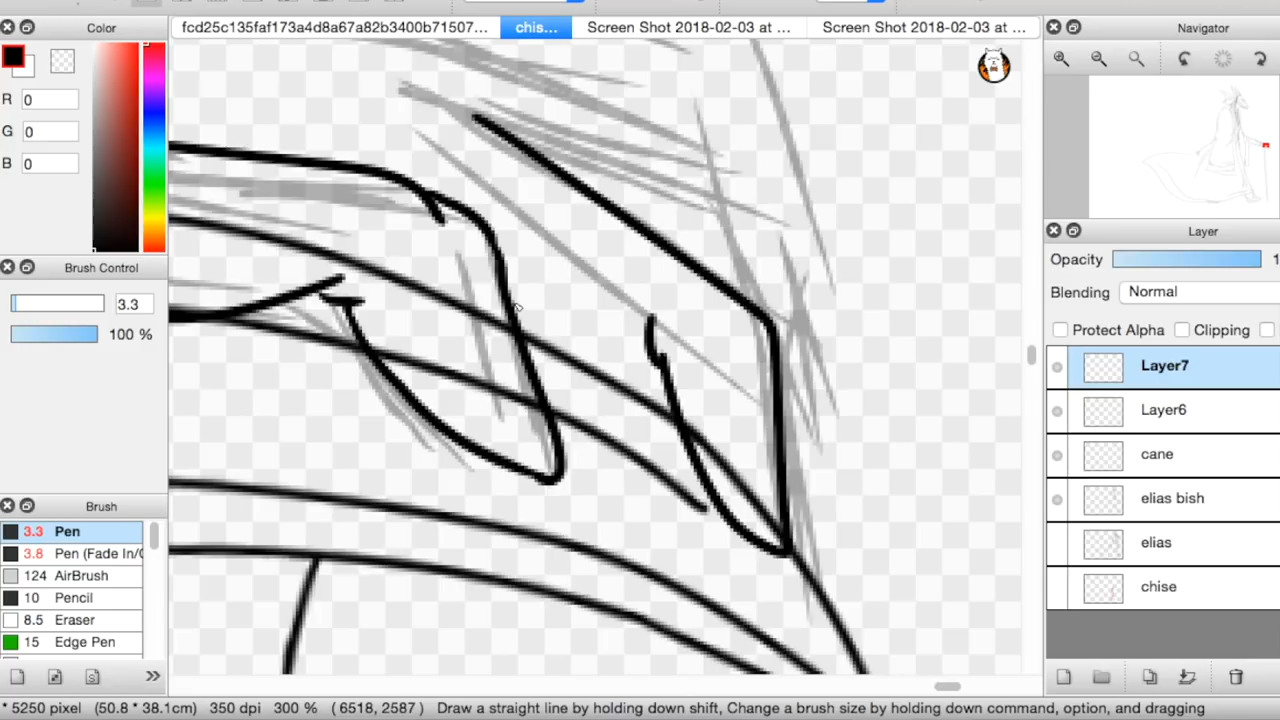 Color
fcd25c135faf173a4d8a67a82b3400b71507...
chis...
Screen Shot 2018-02-03 at ...
Screen Shot 2018-02-03 at ...
Navigator
R 0
G 0
B 0
Brush Control
3.3
100 %
Layer
Opacity 1
Blending Normal
Protect Alpha Clipping
Layer7
Layer6
cane
elias bish
elias
chise
Brush
3.3 Pen
3.8 Pen (Fade In/O
124 AirBrush
10 Pencil
8.5 Eraser
15 Edge Pen
* 5250 pixel (50.8 * 38.1cm) 350 dpi 300 % ( 6518, 2587 ) Draw a straight line by holding down shift, Change a brush size by holding down command, option, and dragging